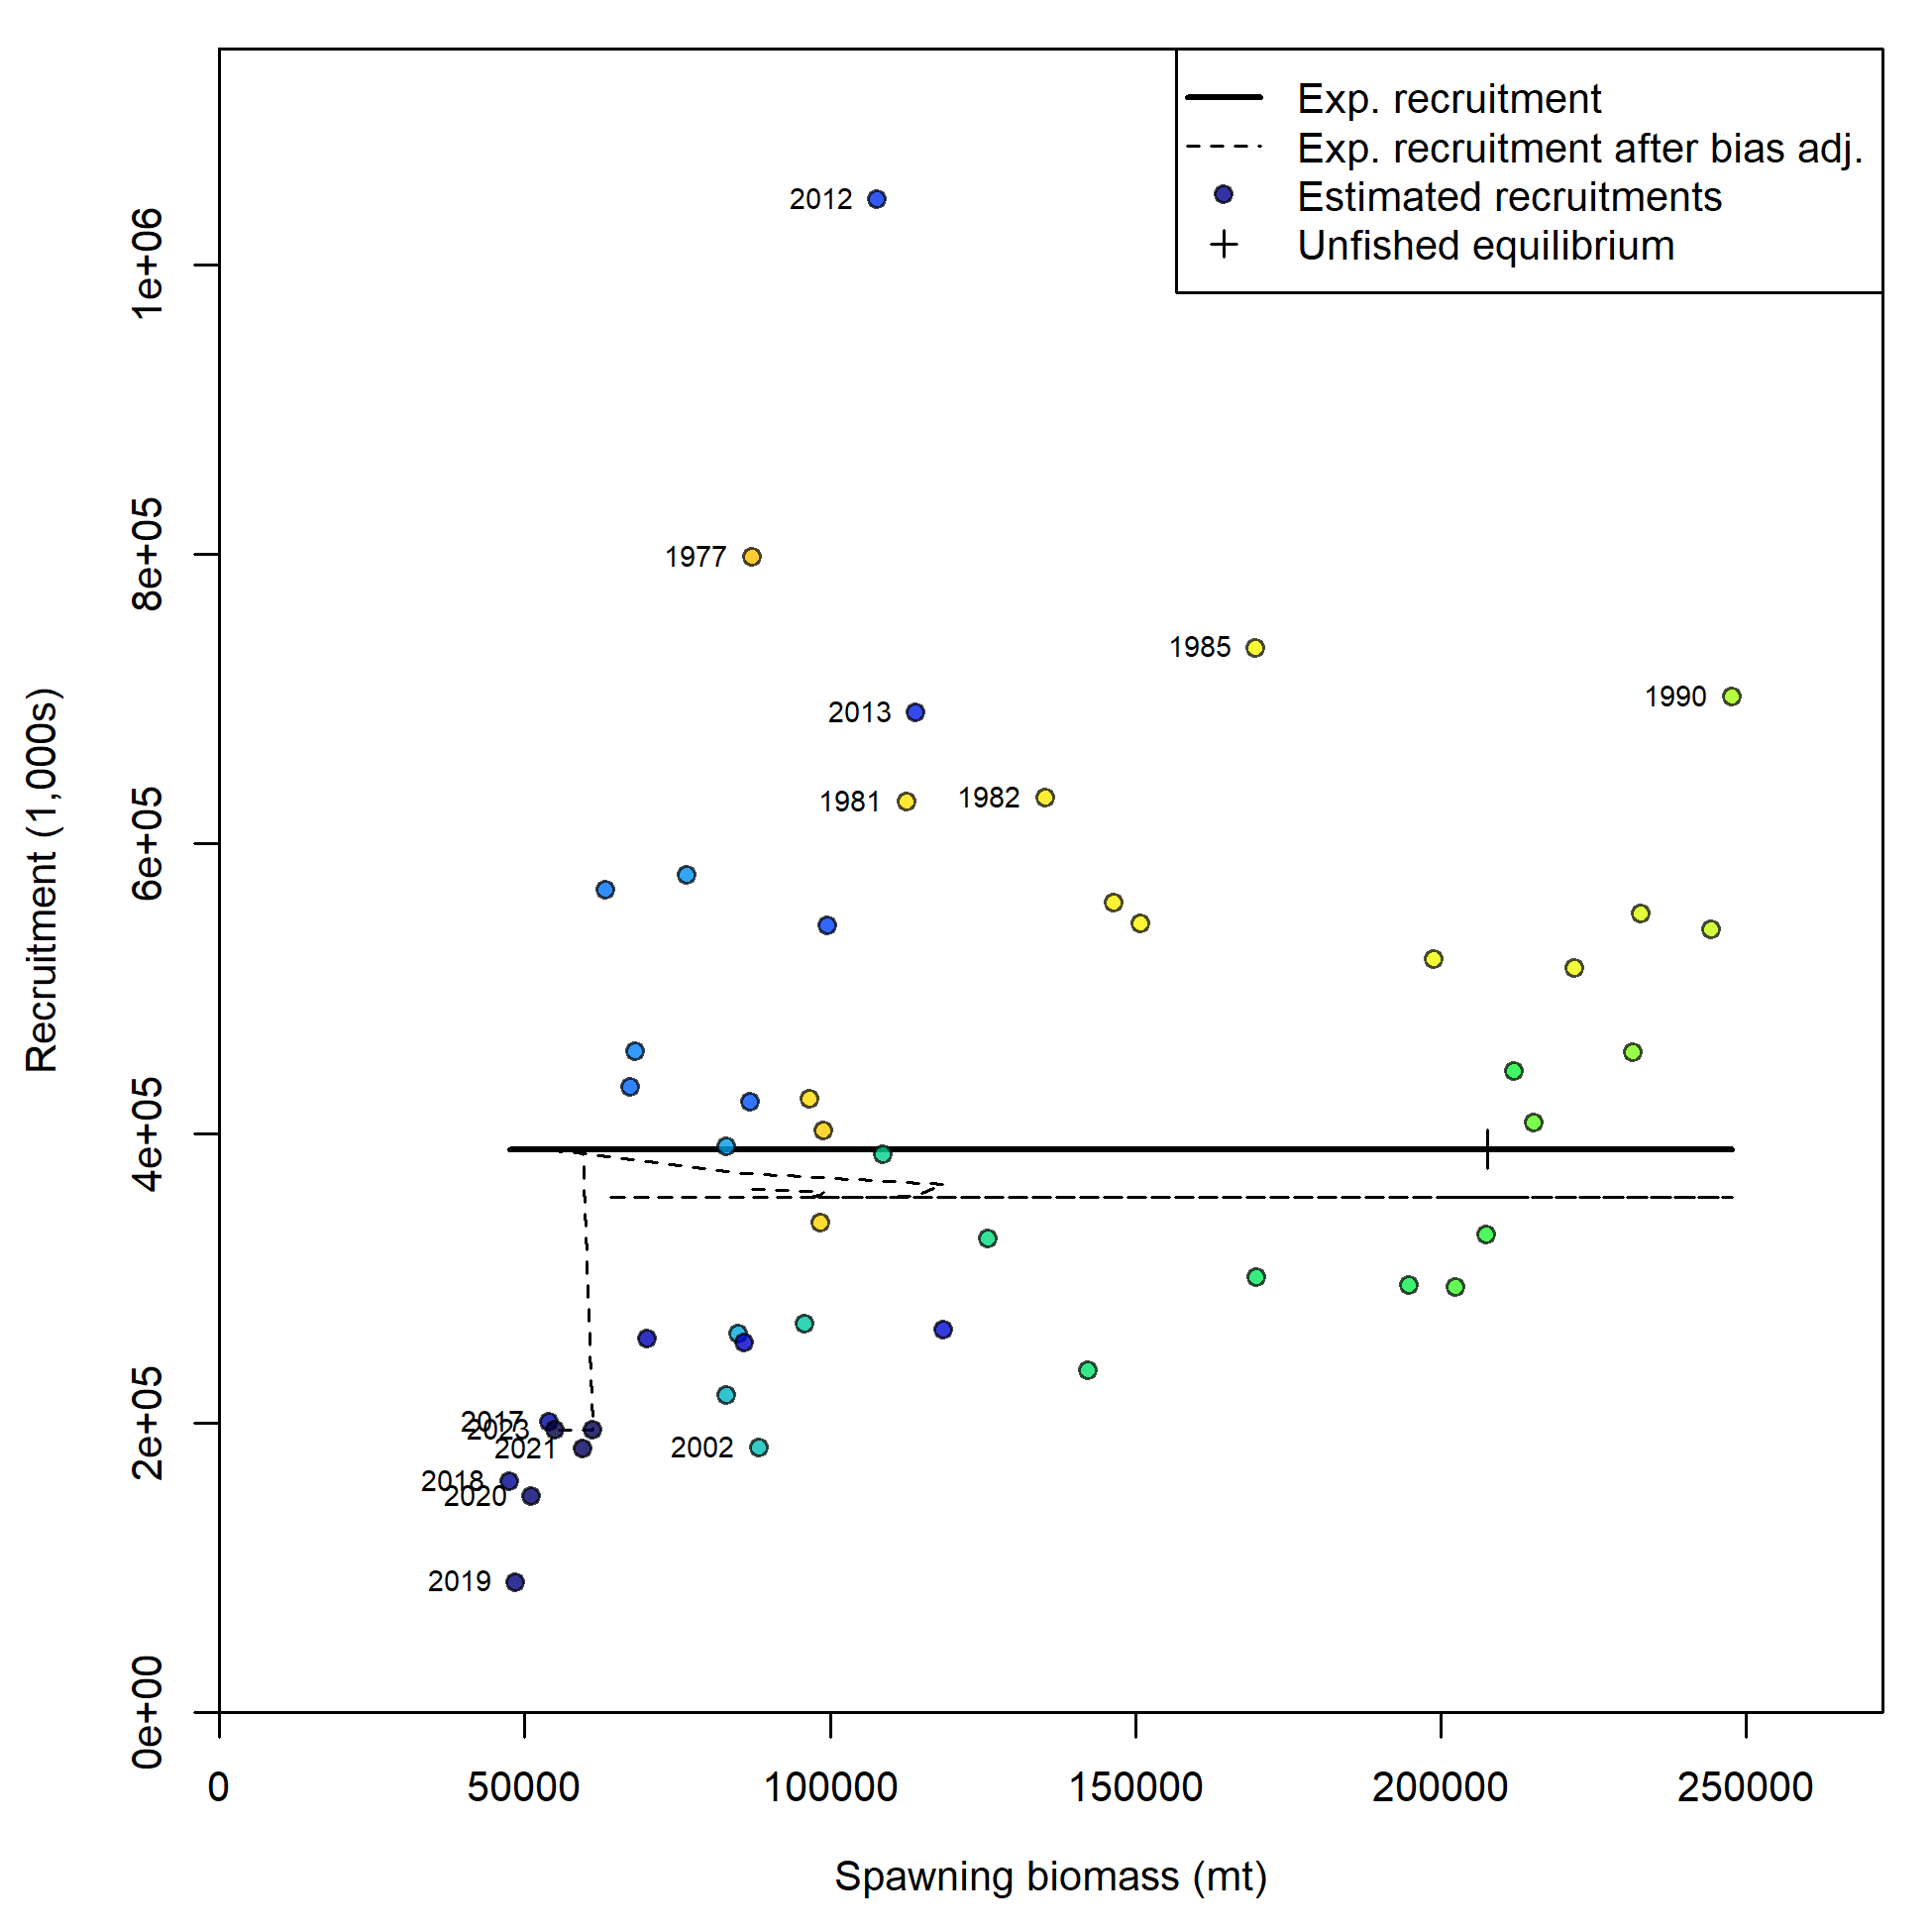 Exp. recruitment
Exp. recruitment after bias adj.
Estimated recruitments
Unfished equilibrium
2012
1977
1985
1990
2013
1981
1982
2017
2023
2021
2002
2018
2020
2019
1e+06
8e+05
6e+05
4e+05
2e+05
0e+00
Recruitment (1,000s)
0
50000
100000
150000
200000
250000
Spawning biomass (mt)